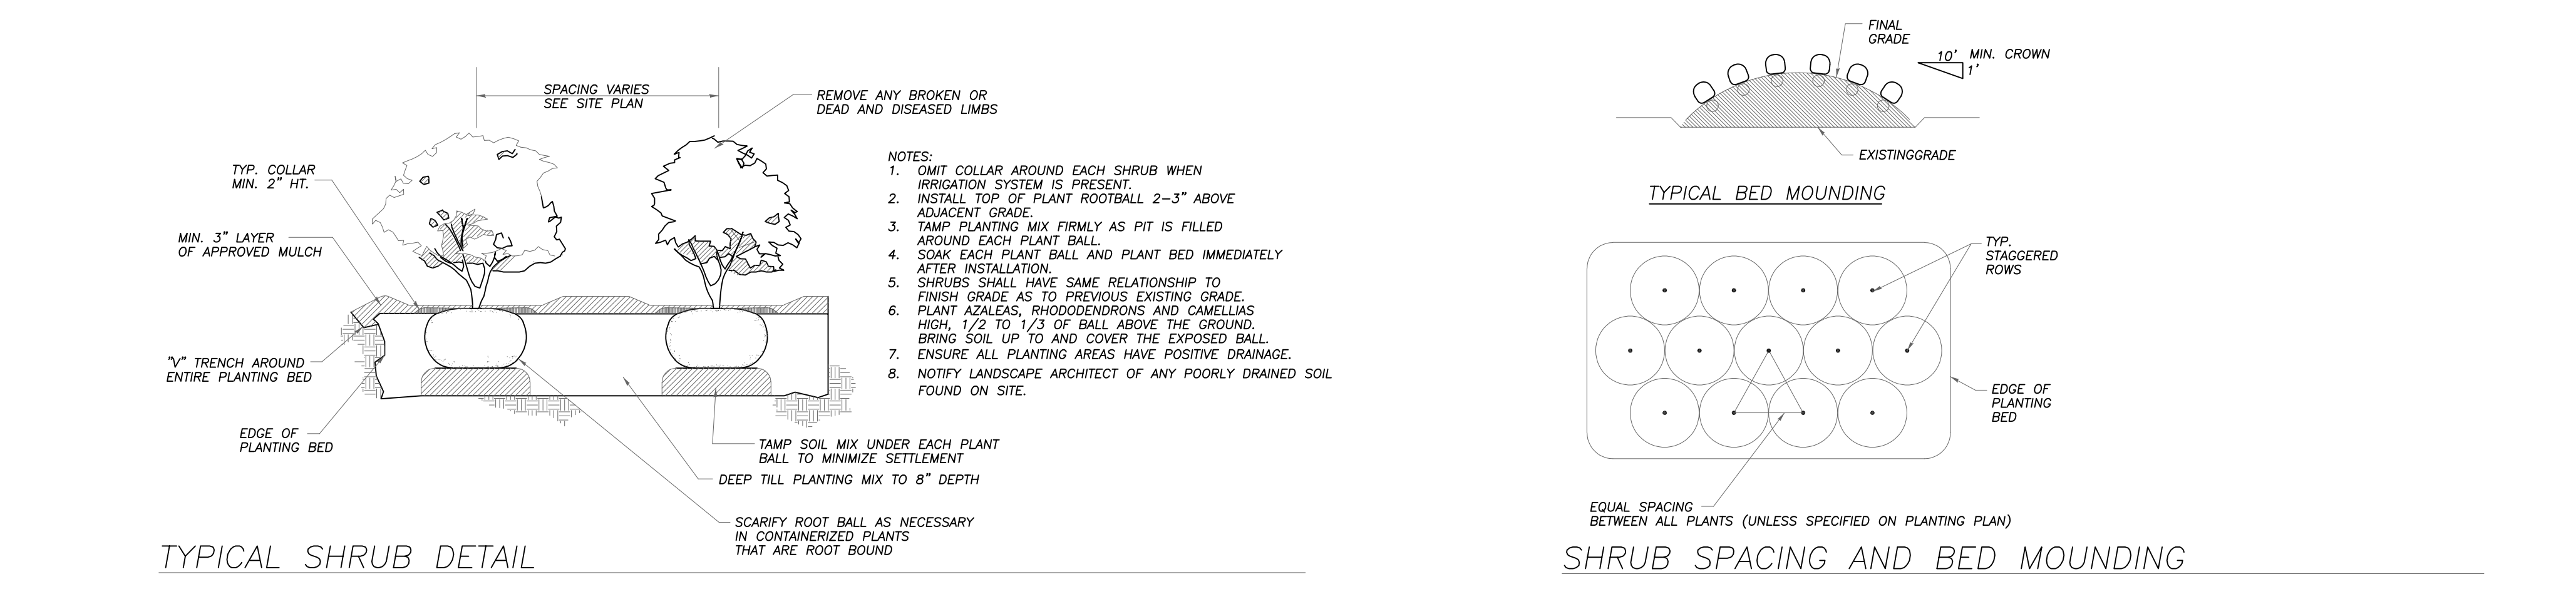 SPACING VARIES
SEE SITE PLAN
REMOVE ANY BROKEN OR
DEAD AND DISEASED LIMBS
TYP. COLLAR
MIN. 2" HT.
MIN. 3" LAYER
OF APPROVED MULCH
"V" TRENCH AROUND
ENTIRE PLANTING BED
EDGE OF
PLANTING BED
NOTES:
1. OMIT COLLAR AROUND EACH SHRUB WHEN
IRRIGATION SYSTEM IS PRESENT.
2. INSTALL TOP OF PLANT ROOTBALL 2-3" ABOVE
ADJACENT GRADE.
3. TAMP PLANTING MIX FIRMLY AS PIT IS FILLED
AROUND EACH PLANT BALL.
4. SOAK EACH PLANT BALL AND PLANT BED IMMEDIATELY
AFTER INSTALLATION.
5. SHRUBS SHALL HAVE SAME RELATIONSHIP TO
FINISH GRADE AS TO PREVIOUS EXISTING GRADE.
6. PLANT AZALEAS, RHODODENDRONS AND CAMELLIAS
HIGH, 1/2 TO 1/3 OF BALL ABOVE THE GROUND.
BRING SOIL UP TO AND COVER THE EXPOSED BALL.
7. ENSURE ALL PLANTING AREAS HAVE POSITIVE DRAINAGE.
8. NOTIFY LANDSCAPE ARCHITECT OF ANY POORLY DRAINED SOIL
FOUND ON SITE.
TAMP SOIL MIX UNDER EACH PLANT
BALL TO MINIMIZE SETTLEMENT
DEEP TILL PLANTING MIX TO 8" DEPTH
SCARIFY ROOT BALL AS NECESSARY
IN CONTAINERIZED PLANTS
THAT ARE ROOT BOUND
TYPICAL SHRUB DETAIL
FINAL
GRADE
10' MIN. CROWN
1'
EXISTINGGRADE
TYPICAL BED MOUNDING
TYP.
STAGGERED
ROWS
EDGE OF
PLANTING
BED
EQUAL SPACING
BETWEEN ALL PLANTS (UNLESS SPECIFIED ON PLANTING PLAN)
SHRUB SPACING AND BED MOUNDING